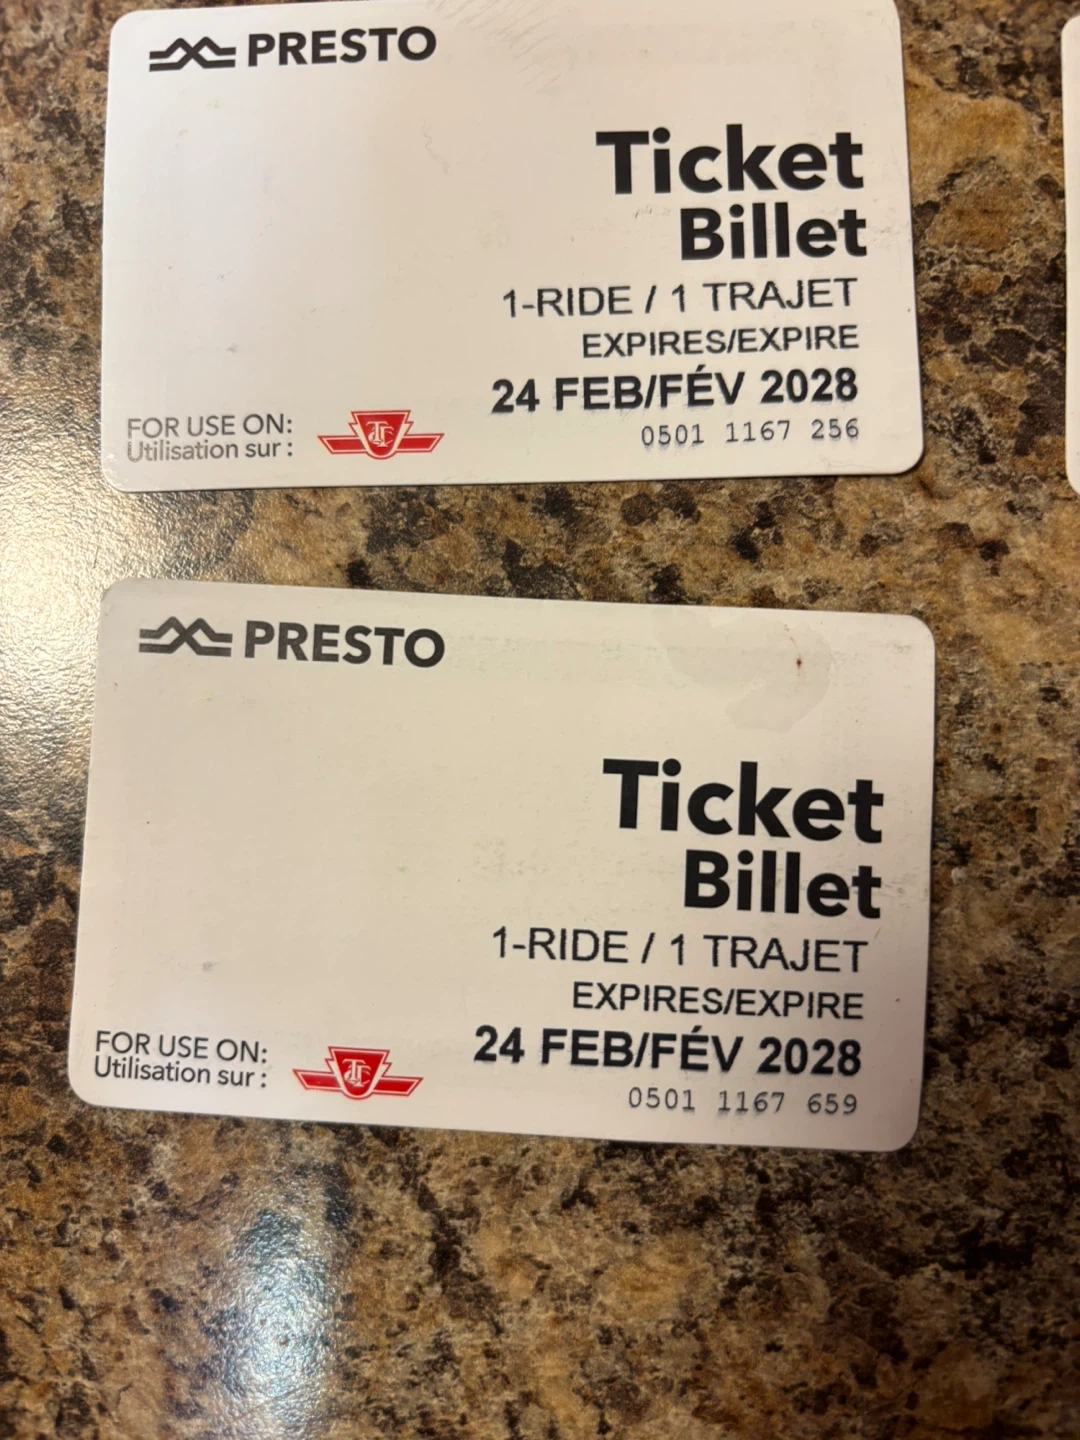 PRESTO
Ticket
Billet
1-RIDE / 1 TRAJET
EXPIRES/EXPIRE
24 FEB/FÉV 2028
0501 1167 256
FOR USE ON:
Utilisation sur :
TTC
PRESTO
Ticket
Billet
1-RIDE / 1 TRAJET
EXPIRES/EXPIRE
24 FEB/FÉV 2028
0501 1167 659
FOR USE ON:
Utilisation sur :
TTC